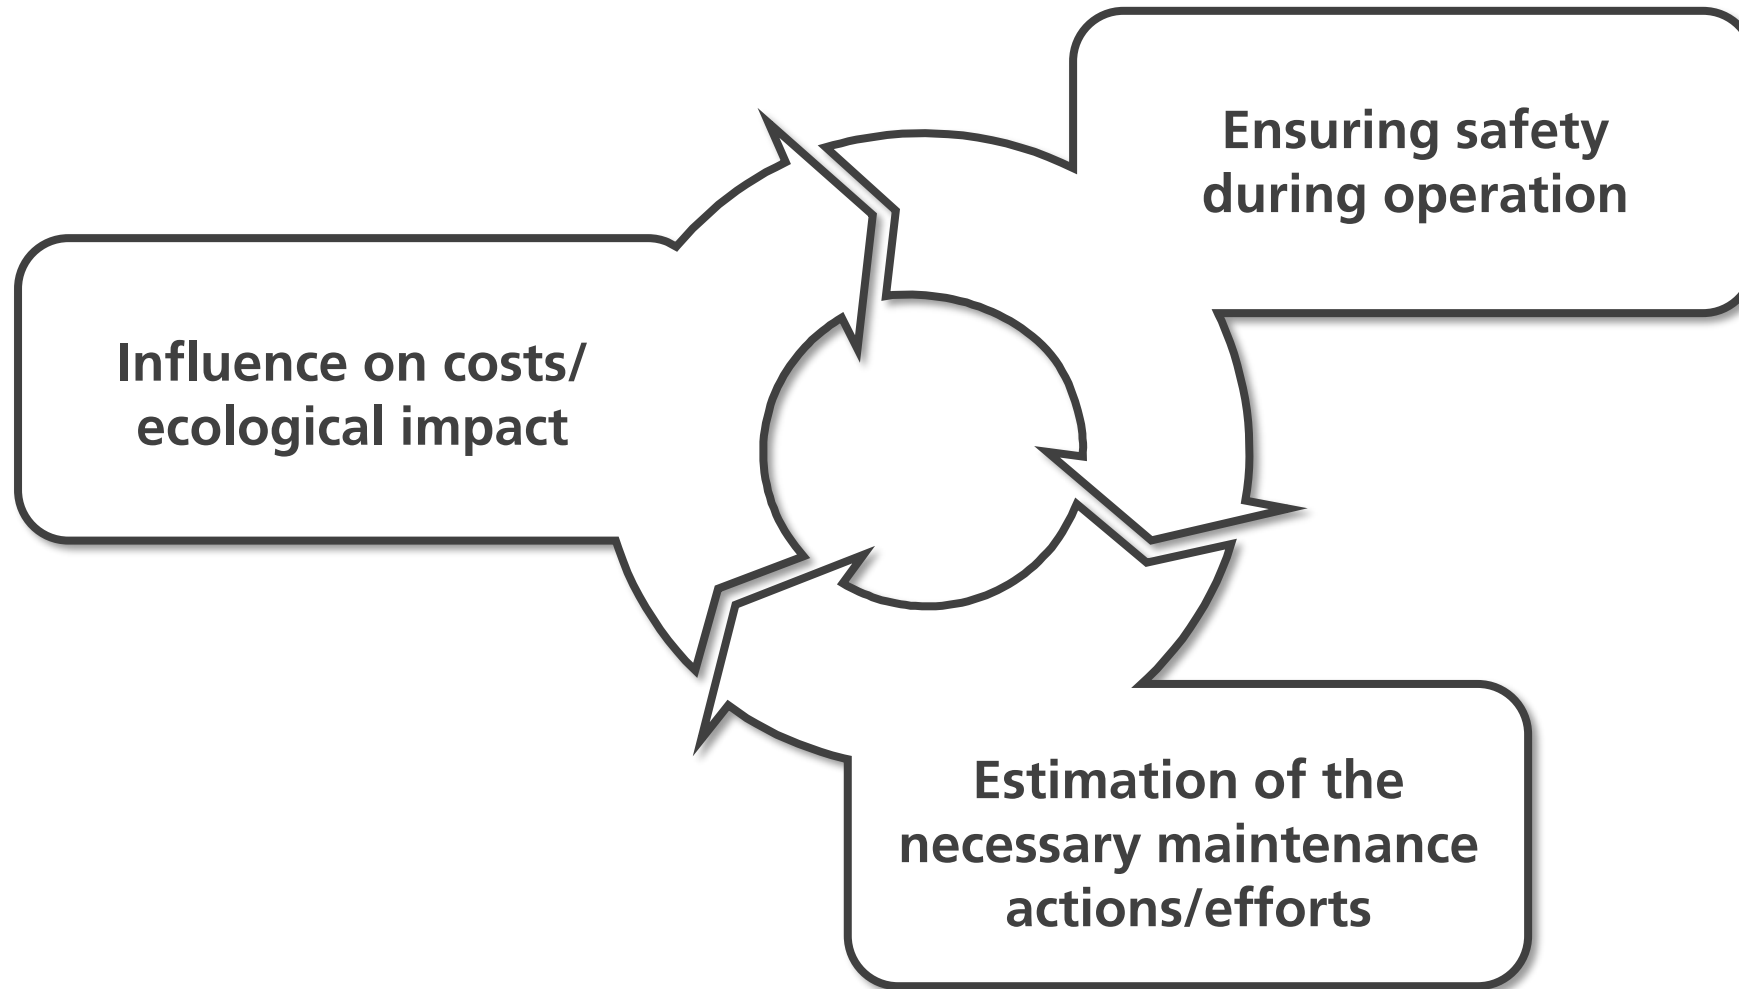 Ensuring safety
during operation
Influence on costs/
ecological impact
Estimation of the
necessary maintenance
actions/efforts